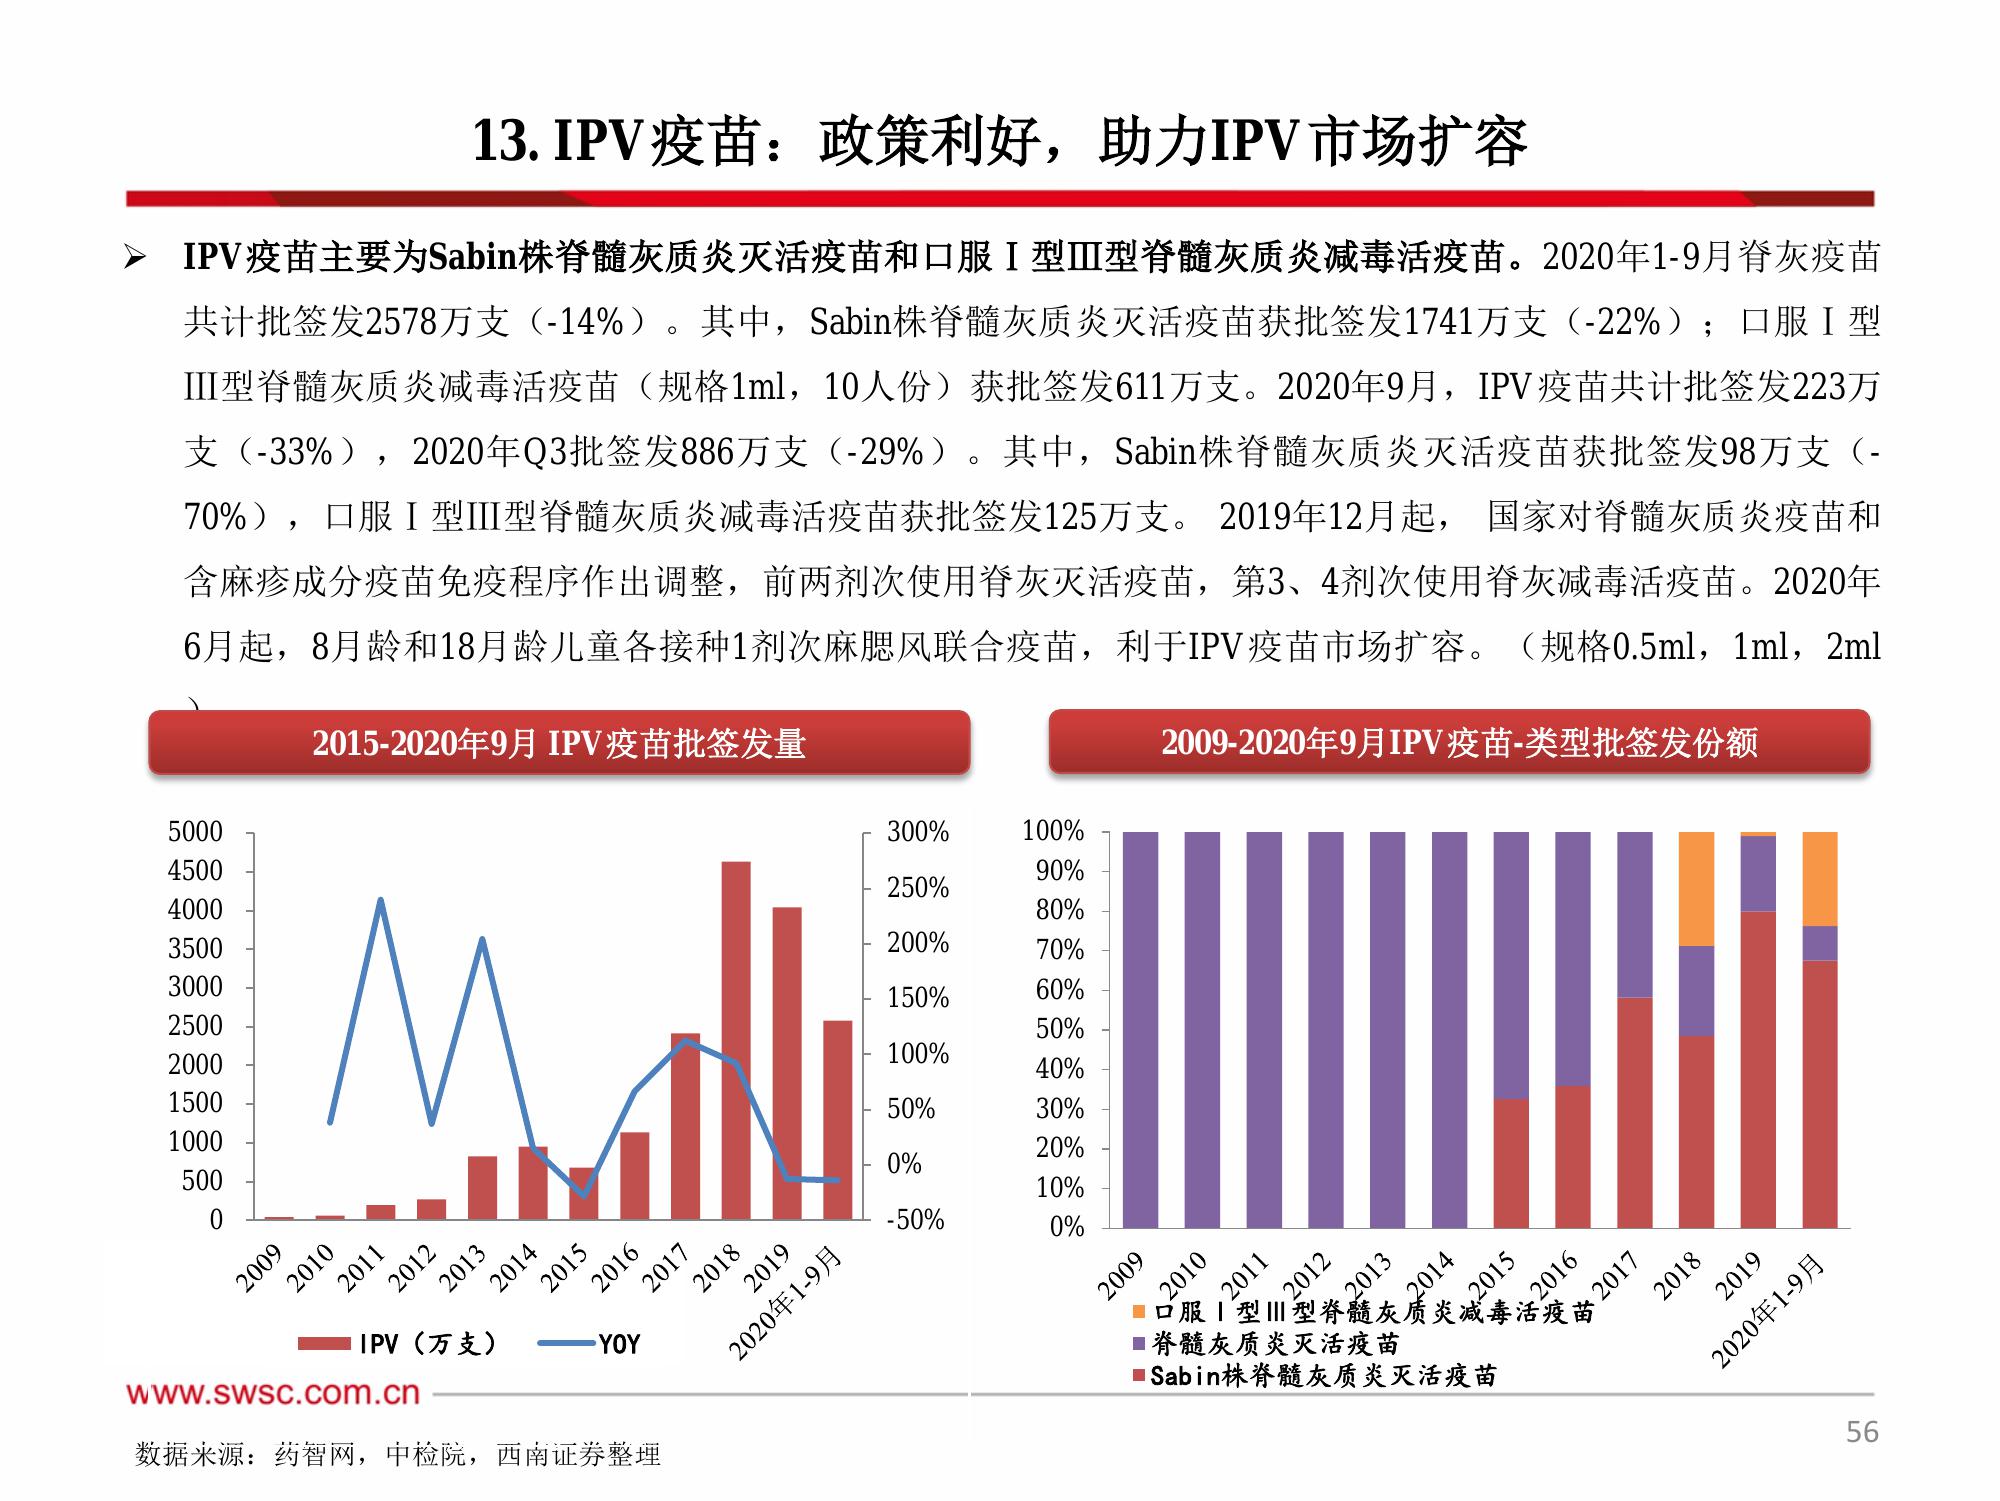 13. IPV疫苗：政策利好，助力IPV市场扩容
➢ IPV疫苗主要为Sabin株脊髓灰质炎灭活疫苗和口服Ⅰ型Ⅲ型脊髓灰质炎减毒活疫苗。2020年1-9月脊灰疫苗
共计批签发2578万支（-14%）。其中，Sabin株脊髓灰质炎灭活疫苗获批签发1741万支（-22%）；口服Ⅰ型
Ⅲ型脊髓灰质炎减毒活疫苗（规格1ml，10人份）获批签发611万支。2020年9月，IPV疫苗共计批签发223万
支（-33%），2020年Q3批签发886万支（-29%）。其中，Sabin株脊髓灰质炎灭活疫苗获批签发98万支（-
70%），口服Ⅰ型Ⅲ型脊髓灰质炎减毒活疫苗获批签发125万支。 2019年12月起， 国家对脊髓灰质炎疫苗和
含麻疹成分疫苗免疫程序作出调整，前两剂次使用脊灰灭活疫苗，第3、4剂次使用脊灰减毒活疫苗。2020年
6月起，8月龄和18月龄儿童各接种1剂次麻腮风联合疫苗，利于IPV疫苗市场扩容。（规格0.5ml，1ml，2ml
）
2015-2020年9月 IPV疫苗批签发量
5000
4500
4000
3500
3000
2500
2000
1500
1000
500
0
300%
250%
200%
150%
100%
50%
0%
-50%
2009
2010
2011
2012
2013
2014
2015
2016
2017
2018
2019
2020年1-9月
IPV（万支）
YOY
2009-2020年9月IPV疫苗-类型批签发份额
100%
90%
80%
70%
60%
50%
40%
30%
20%
10%
0%
2009
2010
2011
2012
2013
2014
2015
2016
2017
2018
2019
2020年1-9月
口服Ⅰ型Ⅲ型脊髓灰质炎减毒活疫苗
脊髓灰质炎灭活疫苗
Sabin株脊髓灰质炎灭活疫苗
www.swsc.com.cn
56
数据来源：药智网，中检院，西南证券整理